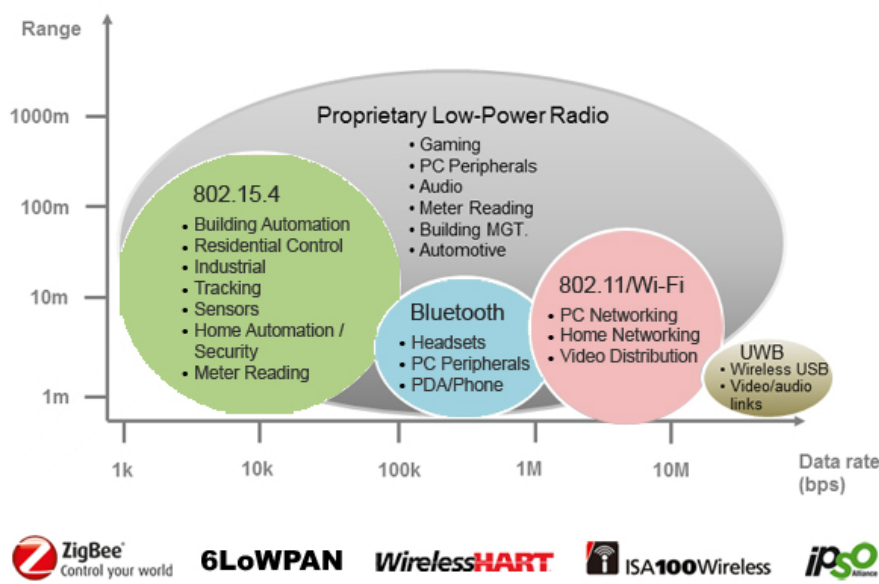 Range
1000m
100m
10m
1m
Proprietary Low-Power Radio
• Gaming
• PC Peripherals
• Audio
• Meter Reading
• Building MGT.
• Automotive
802.15.4
• Building Automation
• Residential Control
• Industrial
• Tracking
• Sensors
• Home Automation /
Security
• Meter Reading
Bluetooth
• Headsets
• PC Peripherals
• PDA/Phone
802.11/Wi-Fi
• PC Networking
• Home Networking
• Video Distribution
UWB
• Wireless USB
• Video/audio
links
1k
10k
100k
1M
10M
Data rate
(bps)
ZigBee®
Control your world
6LoWPAN
WirelessHART
ISA100Wireless
ipso
Alliance